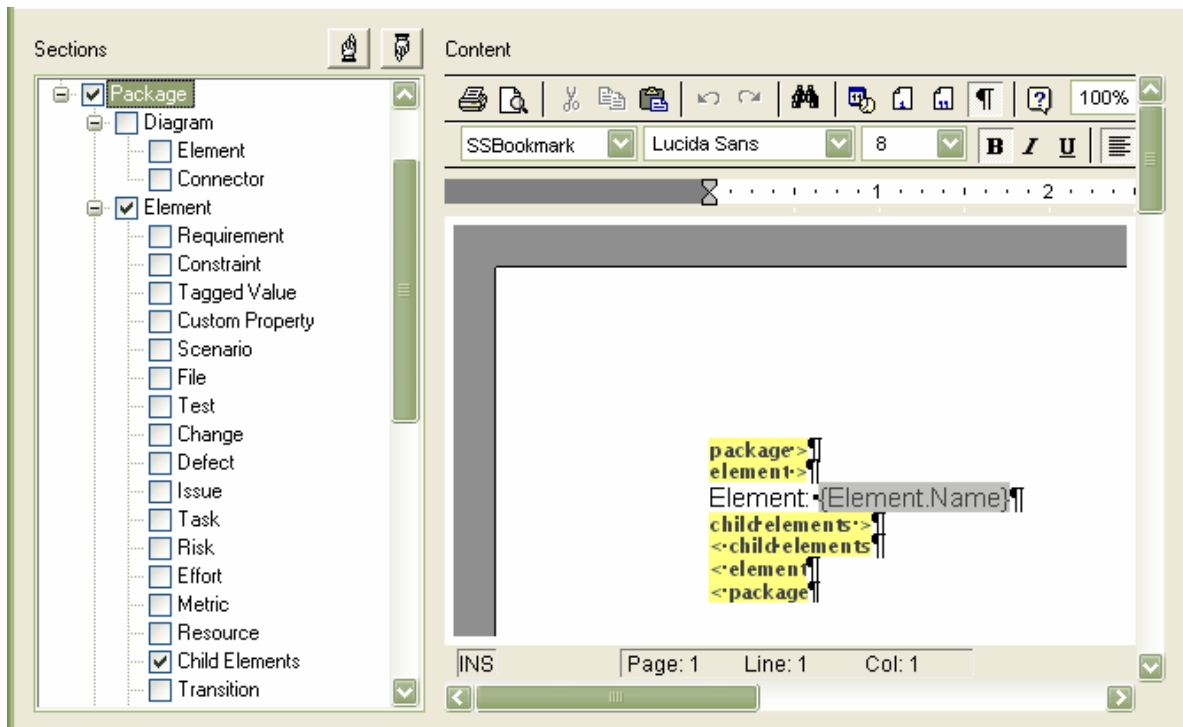 Sections
Package
Diagram
Element
Connector
Element
Requirement
Constraint
Tagged Value
Custom Property
Scenario
File
Test
Change
Defect
Issue
Task
Risk
Effort
Metric
Resource
Child Elements
Transition
Content
100%
SSBookmark Lucida Sans 8 B I U
1 2
package >¶
element >¶
Element: {Element.Name}¶
child elements >¶
< child elements¶
< element¶
< package¶
INS Page: 1 Line: 1 Col: 1